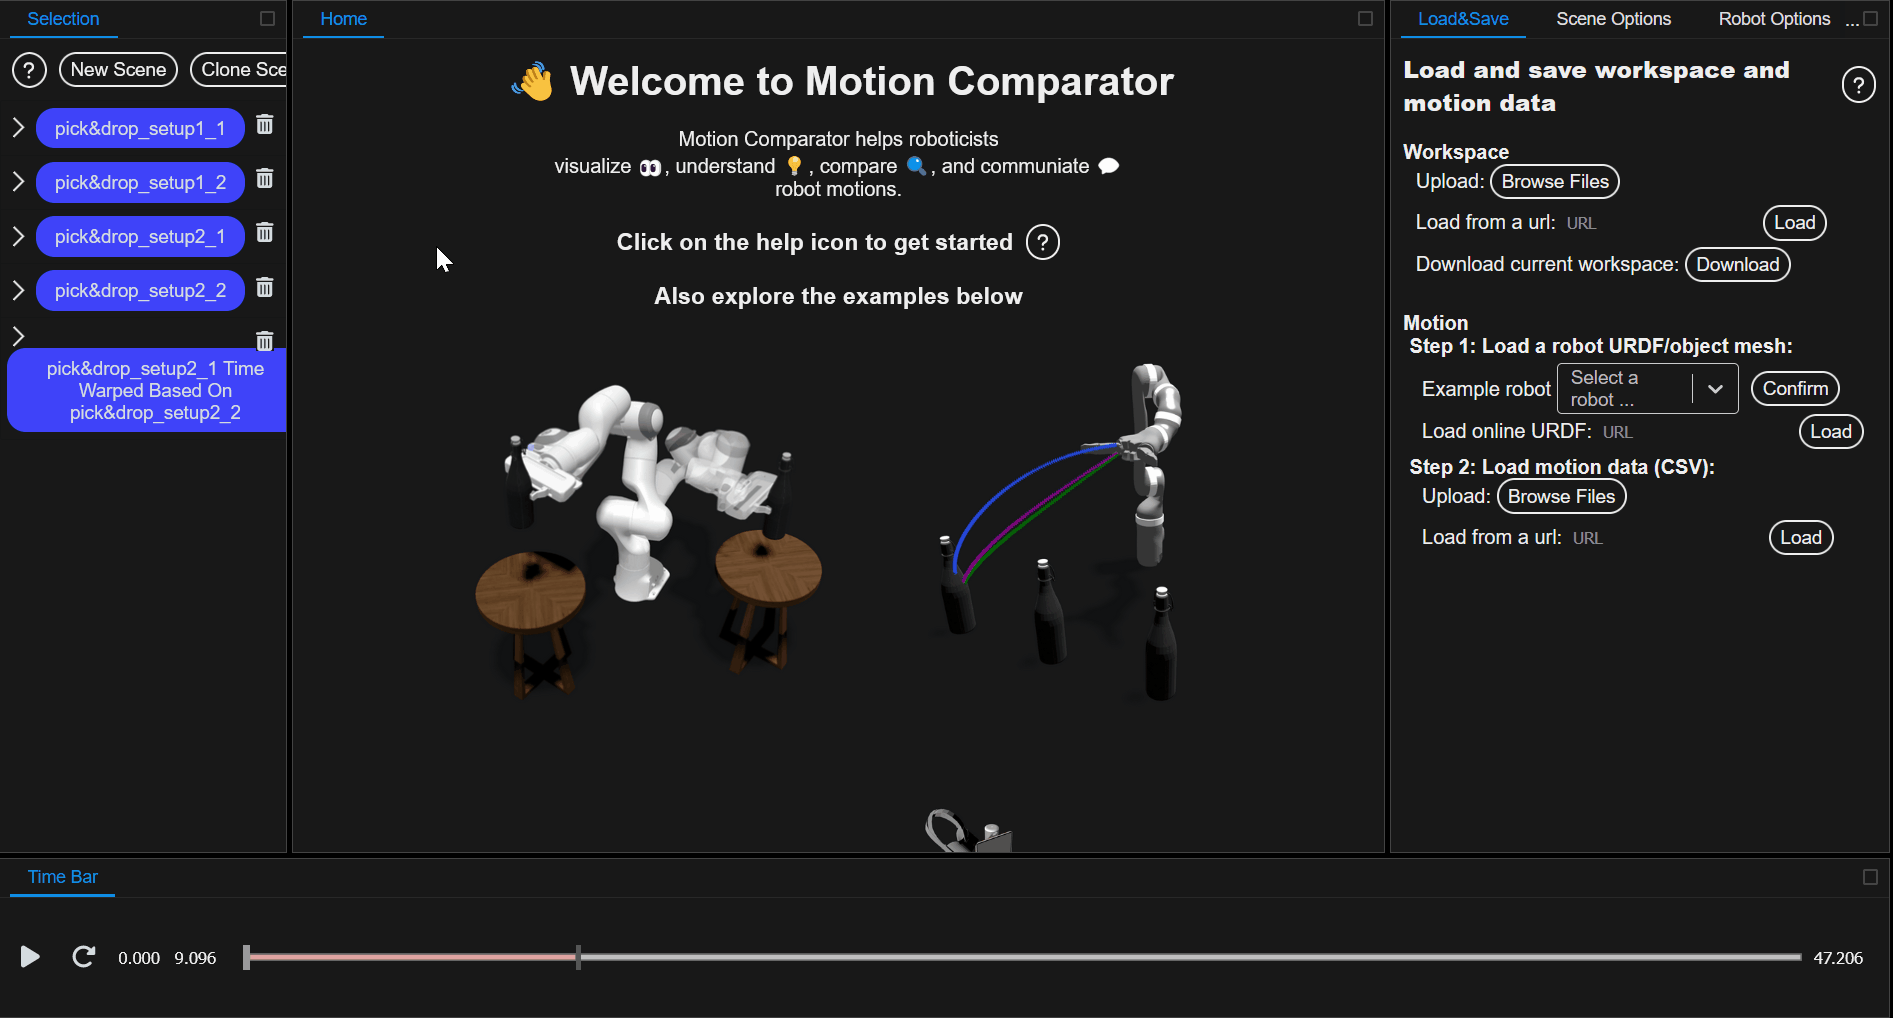 Selection
? New Scene Clone Sce
pick&drop_setup1_1
pick&drop_setup1_2
pick&drop_setup2_1
pick&drop_setup2_2
pick&drop_setup2_1 Time
Warped Based On
pick&drop_setup2_2
Home
Welcome to Motion Comparator
Motion Comparator helps roboticists
visualize 👀, understand 💡, compare 🔍, and communiate 💬
robot motions.
Click on the help icon to get started ?
Also explore the examples below
Load&Save Scene Options Robot Options ...
Load and save workspace and
motion data
?
Workspace
Upload: Browse Files
Load from a url: URL Load
Download current workspace: Download
Motion
Step 1: Load a robot URDF/object mesh:
Example robot Select a
robot ... Confirm
Load online URDF: URL Load
Step 2: Load motion data (CSV):
Upload: Browse Files
Load from a url: URL Load
Time Bar
0.000 9.096 47.206